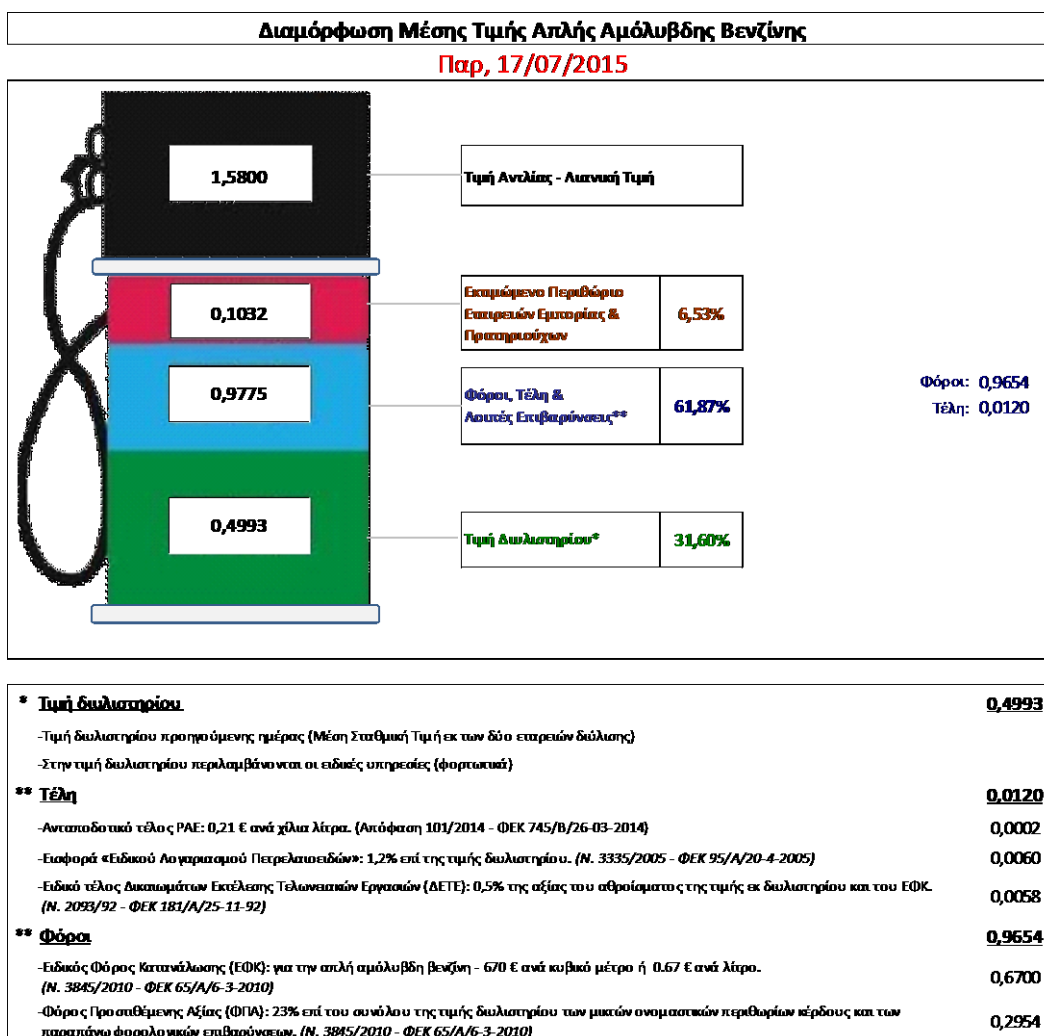 Διαμόρφωση Μέσης Τιμής Απλής Αμόλυβδης Βενζίνης
Παρ, 17/07/2015
1,5800
Τιμή Αντλίας - Λιανική Τιμή
0,1032
Εκτιμώμενο Περιθώριο
Εταιρειών Εμπορίας &
Πρατηριούχων
6,53%
0,9775
Φόροι, Τέλη &
Λοιπές Επιβαρύνσεις**
61,87%
Φόροι: 0,9654
Τέλη: 0,0120
0,4993
Τιμή Διυλιστηρίου*
31,60%
* Τιμή διυλιστηρίου 0,4993
-Τιμή διυλιστηρίου προηγούμενης ημέρας (Μέση Σταθμική Τιμή εκ των δύο εταρειών διύλισης)
-Στην τιμή διυλιστηρίου περιλαμβάνονται οι ειδικές υπηρεσίες (φορτωτικά)
** Τέλη 0,0120
-Ανταποδοτικό τέλος ΡΑΕ: 0,21 € ανά χίλια λίτρα. (Απόφαση 101/2014 - ΦΕΚ 745/Β/26-03-2014) 0,0002
-Εισφορά «Ειδικού Λογαριασμού Πετρελαιοειδών»: 1,2% επί της τιμής διυλιστηρίου. (Ν. 3335/2005 - ΦΕΚ 95/Α/20-4-2005) 0,0060
-Ειδικό τέλος Δικαιωμάτων Εκτέλεσης Τελωνειακών Εργασιών (ΔΕΤΕ): 0,5% της αξίας του αθροίσματος της τιμής εκ διυλιστηρίου και του ΕΦΚ.
(Ν. 2093/92 - ΦΕΚ 181/Α/25-11-92) 0,0058
** Φόροι 0,9654
-Ειδικός Φόρος Κατανάλωσης (ΕΦΚ): για την απλή αμόλυβδη βενζίνη - 670 € ανά κυβικό μέτρο ή 0.67 € ανά λίτρο.
(Ν. 3845/2010 - ΦΕΚ 65/Α/6-3-2010) 0,6700
-Φόρος Προστιθέμενης Αξίας (ΦΠΑ): 23% επί του συνόλου της τιμής διυλιστηρίου των μικτών ονομαστικών περιθωρίων κέρδους και των
παραπάνω φορολογικών επιβαρύνσεων. (Ν. 3845/2010 - ΦΕΚ 65/Α/6-3-2010) 0,2954